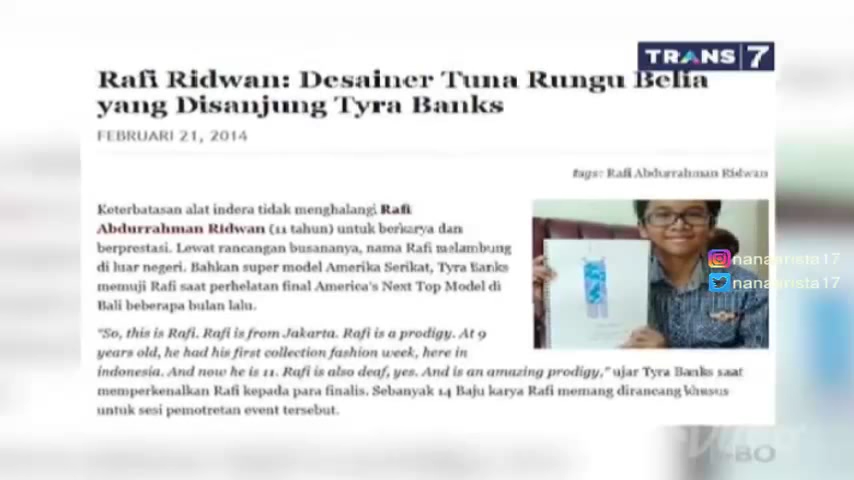 TRANS|7
Rafi Ridwan: Desainer Tuna Rungu Belia
yang Disanjung Tyra Banks
FEBRUARI 21, 2014
tags: Rafi Abdurrahman Ridwan
Keterbatasan alat indera tidak menghalangi Rafi
Abdurrahman Ridwan (11 tahun) untuk berkarya dan
berprestasi. Lewat rancangan busananya, nama Rafi melambung
di luar negeri. Bahkan super model Amerika Serikat, Tyra Banks
memuji Rafi saat perhelatan final America's Next Top Model di
Bali beberapa bulan lalu.
nanaarista17
nanaarista17
"So, this is Rafi. Rafi is from Jakarta. Rafi is a prodigy. At 9
years old, he had his first collection fashion week, here in
indonesia. And now he is 11. Rafi is also deaf, yes. And is an amazing prodigy," ujar Tyra Banks saat
memperkenalkan Rafi kepada para finalis. Sebanyak 14 Baju karya Rafi memang dirancang khusus
untuk sesi pemotretan event tersebut.